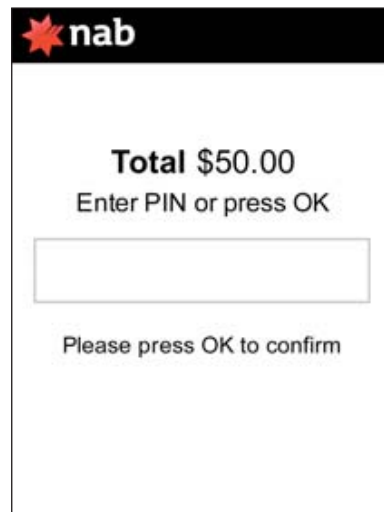 nab
Total $50.00
Enter PIN or press OK
Please press OK to confirm